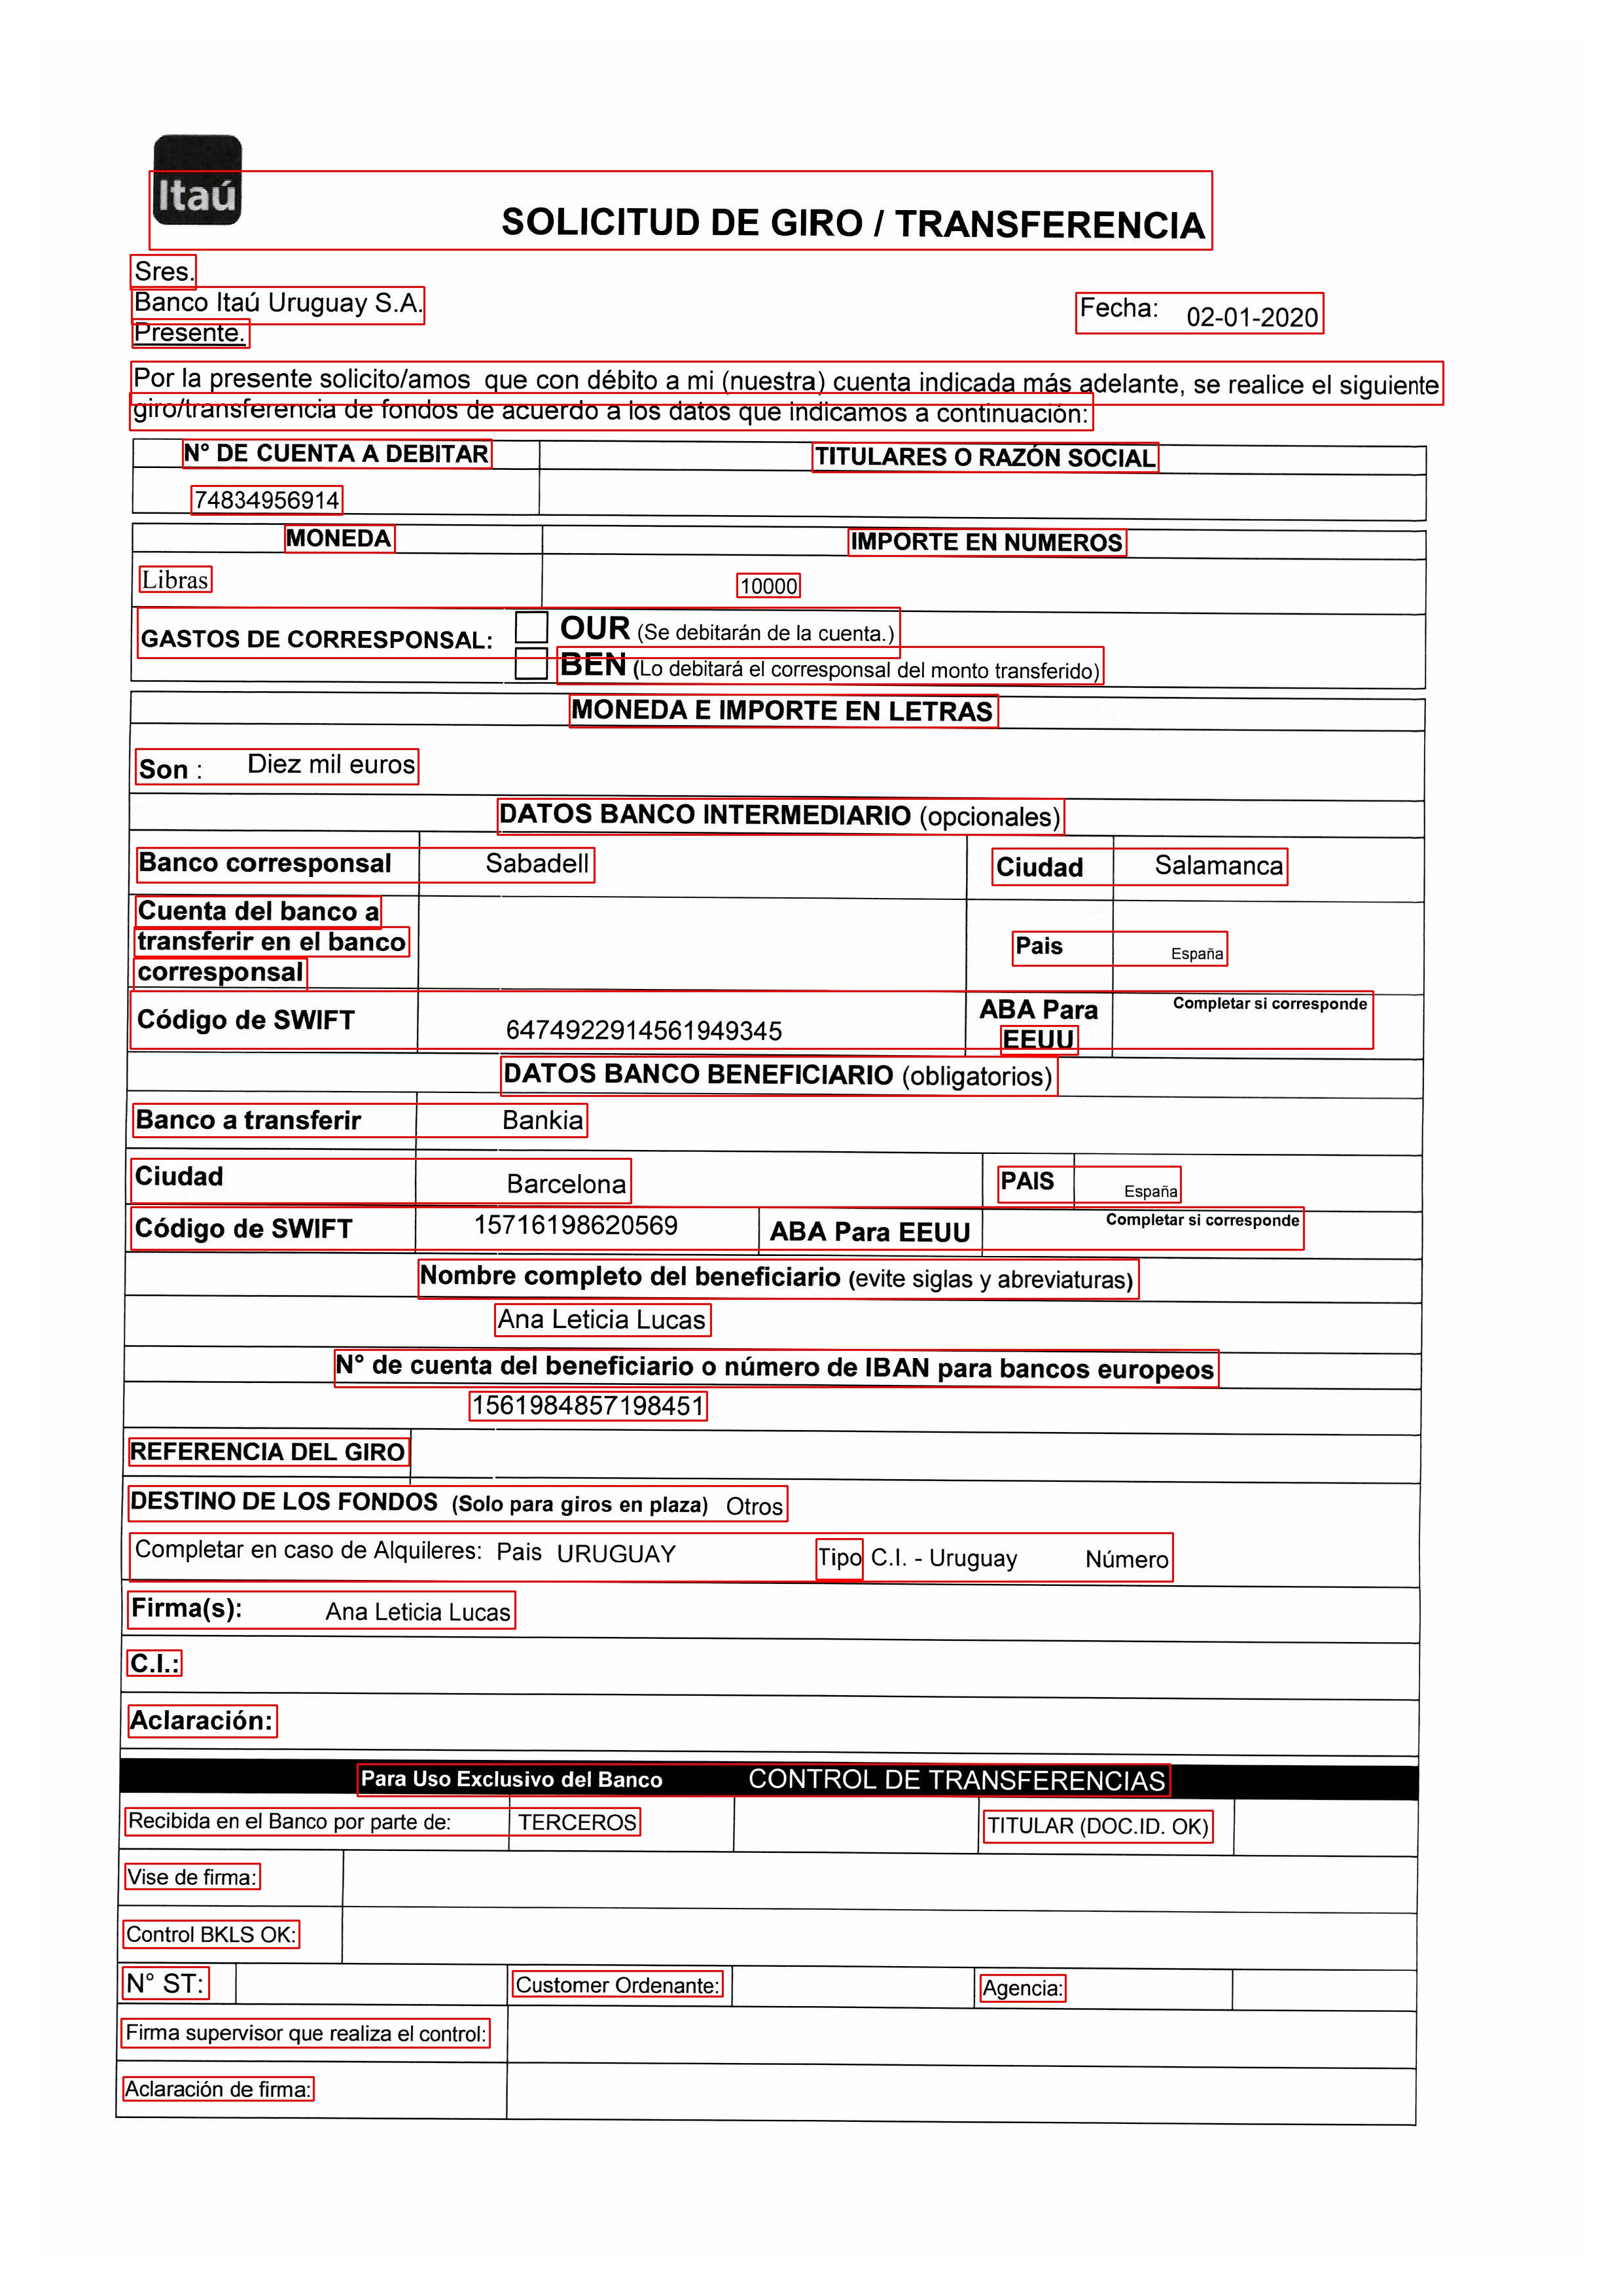 Itaú
SOLICITUD DE GIRO / TRANSFERENCIA
Sres.
Banco Itaú Uruguay S.A.
Fecha: 02-01-2020
Presente.
Por la presente solicito/amos que con débito a mi (nuestra) cuenta indicada más adelante, se realice el siguiente
giro/transferencia de fondos de acuerdo a los datos que indicamos a continuación:
N° DE CUENTA A DEBITAR TITULARES O RAZÓN SOCIAL
74834956914
MONEDA IMPORTE EN NUMEROS
Libras 10000
GASTOS DE CORRESPONSAL: OUR (Se debitarán de la cuenta.)
BEN (Lo debitará el corresponsal del monto transferido)
MONEDA E IMPORTE EN LETRAS
Son : Diez mil euros
DATOS BANCO INTERMEDIARIO (opcionales)
Banco corresponsal Sabadell Ciudad Salamanca
Cuenta del banco a
transferir en el banco Pais España
corresponsal
Código de SWIFT 6474922914561949345 ABA Para Completar si corresponde
EEUU
DATOS BANCO BENEFICIARIO (obligatorios)
Banco a transferir Bankia
Ciudad Barcelona PAIS España
Código de SWIFT 15716198620569 ABA Para EEUU Completar si corresponde
Nombre completo del beneficiario (evite siglas y abreviaturas)
Ana Leticia Lucas
N° de cuenta del beneficiario o número de IBAN para bancos europeos
1561984857198451
REFERENCIA DEL GIRO
DESTINO DE LOS FONDOS (Solo para giros en plaza) Otros
Completar en caso de Alquileres: Pais URUGUAY Tipo C.I. - Uruguay Número
Firma(s): Ana Leticia Lucas
C.I.:
Aclaración:
Para Uso Exclusivo del Banco CONTROL DE TRANSFERENCIAS
Recibida en el Banco por parte de: TERCEROS TITULAR (DOC.ID. OK)
Vise de firma:
Control BKLS OK:
N° ST: Customer Ordenante: Agencia:
Firma supervisor que realiza el control:
Aclaración de firma: